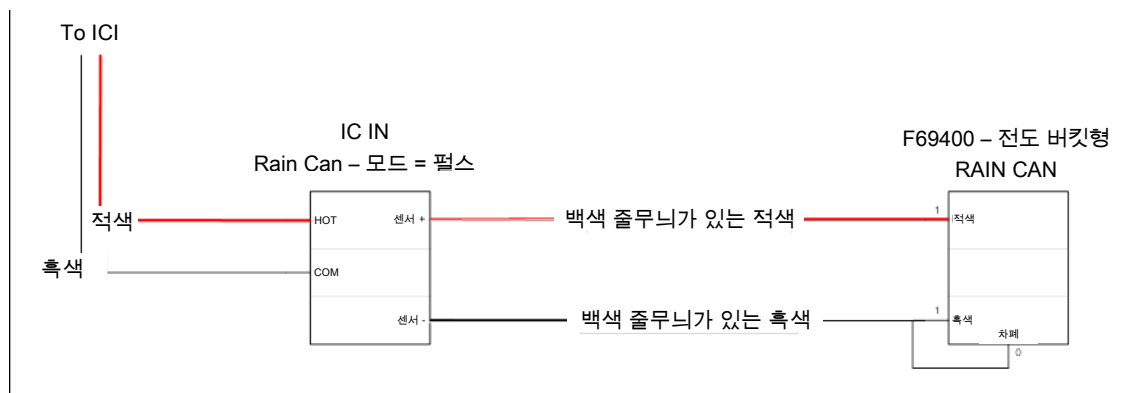 To ICI
IC IN
Rain Can – 모드 = 펄스
F69400 – 전도 버킷형
RAIN CAN
적색
HOT
센서 +
백색 줄무늬가 있는 적색
1
적색
흑색
COM
센서 -
백색 줄무늬가 있는 흑색
1
흑색
차폐
0